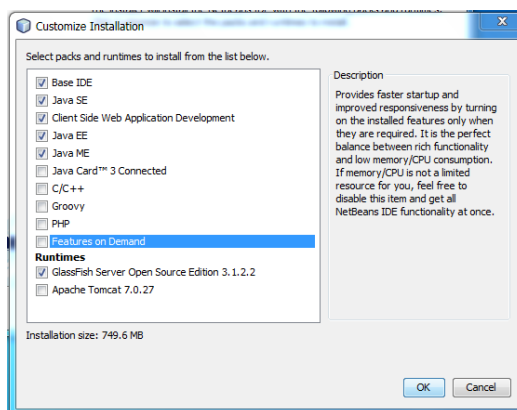 Customize Installation
Select packs and runtimes to install from the list below.
Base IDE
Java SE
Client Side Web Application Development
Java EE
Java ME
Java Card™ 3 Connected
C/C++
Groovy
PHP
Features on Demand
Runtimes
GlassFish Server Open Source Edition 3.1.2.2
Apache Tomcat 7.0.27
Description
Provides faster startup and
improved responsiveness by turning
on the installed features only when
they are required. It is the perfect
balance between rich functionality
and low memory/CPU consumption.
If memory/CPU is not a limited
resource for you, feel free to
disable this item and get all
NetBeans IDE functionality at once.
Installation size: 749.6 MB
OK
Cancel